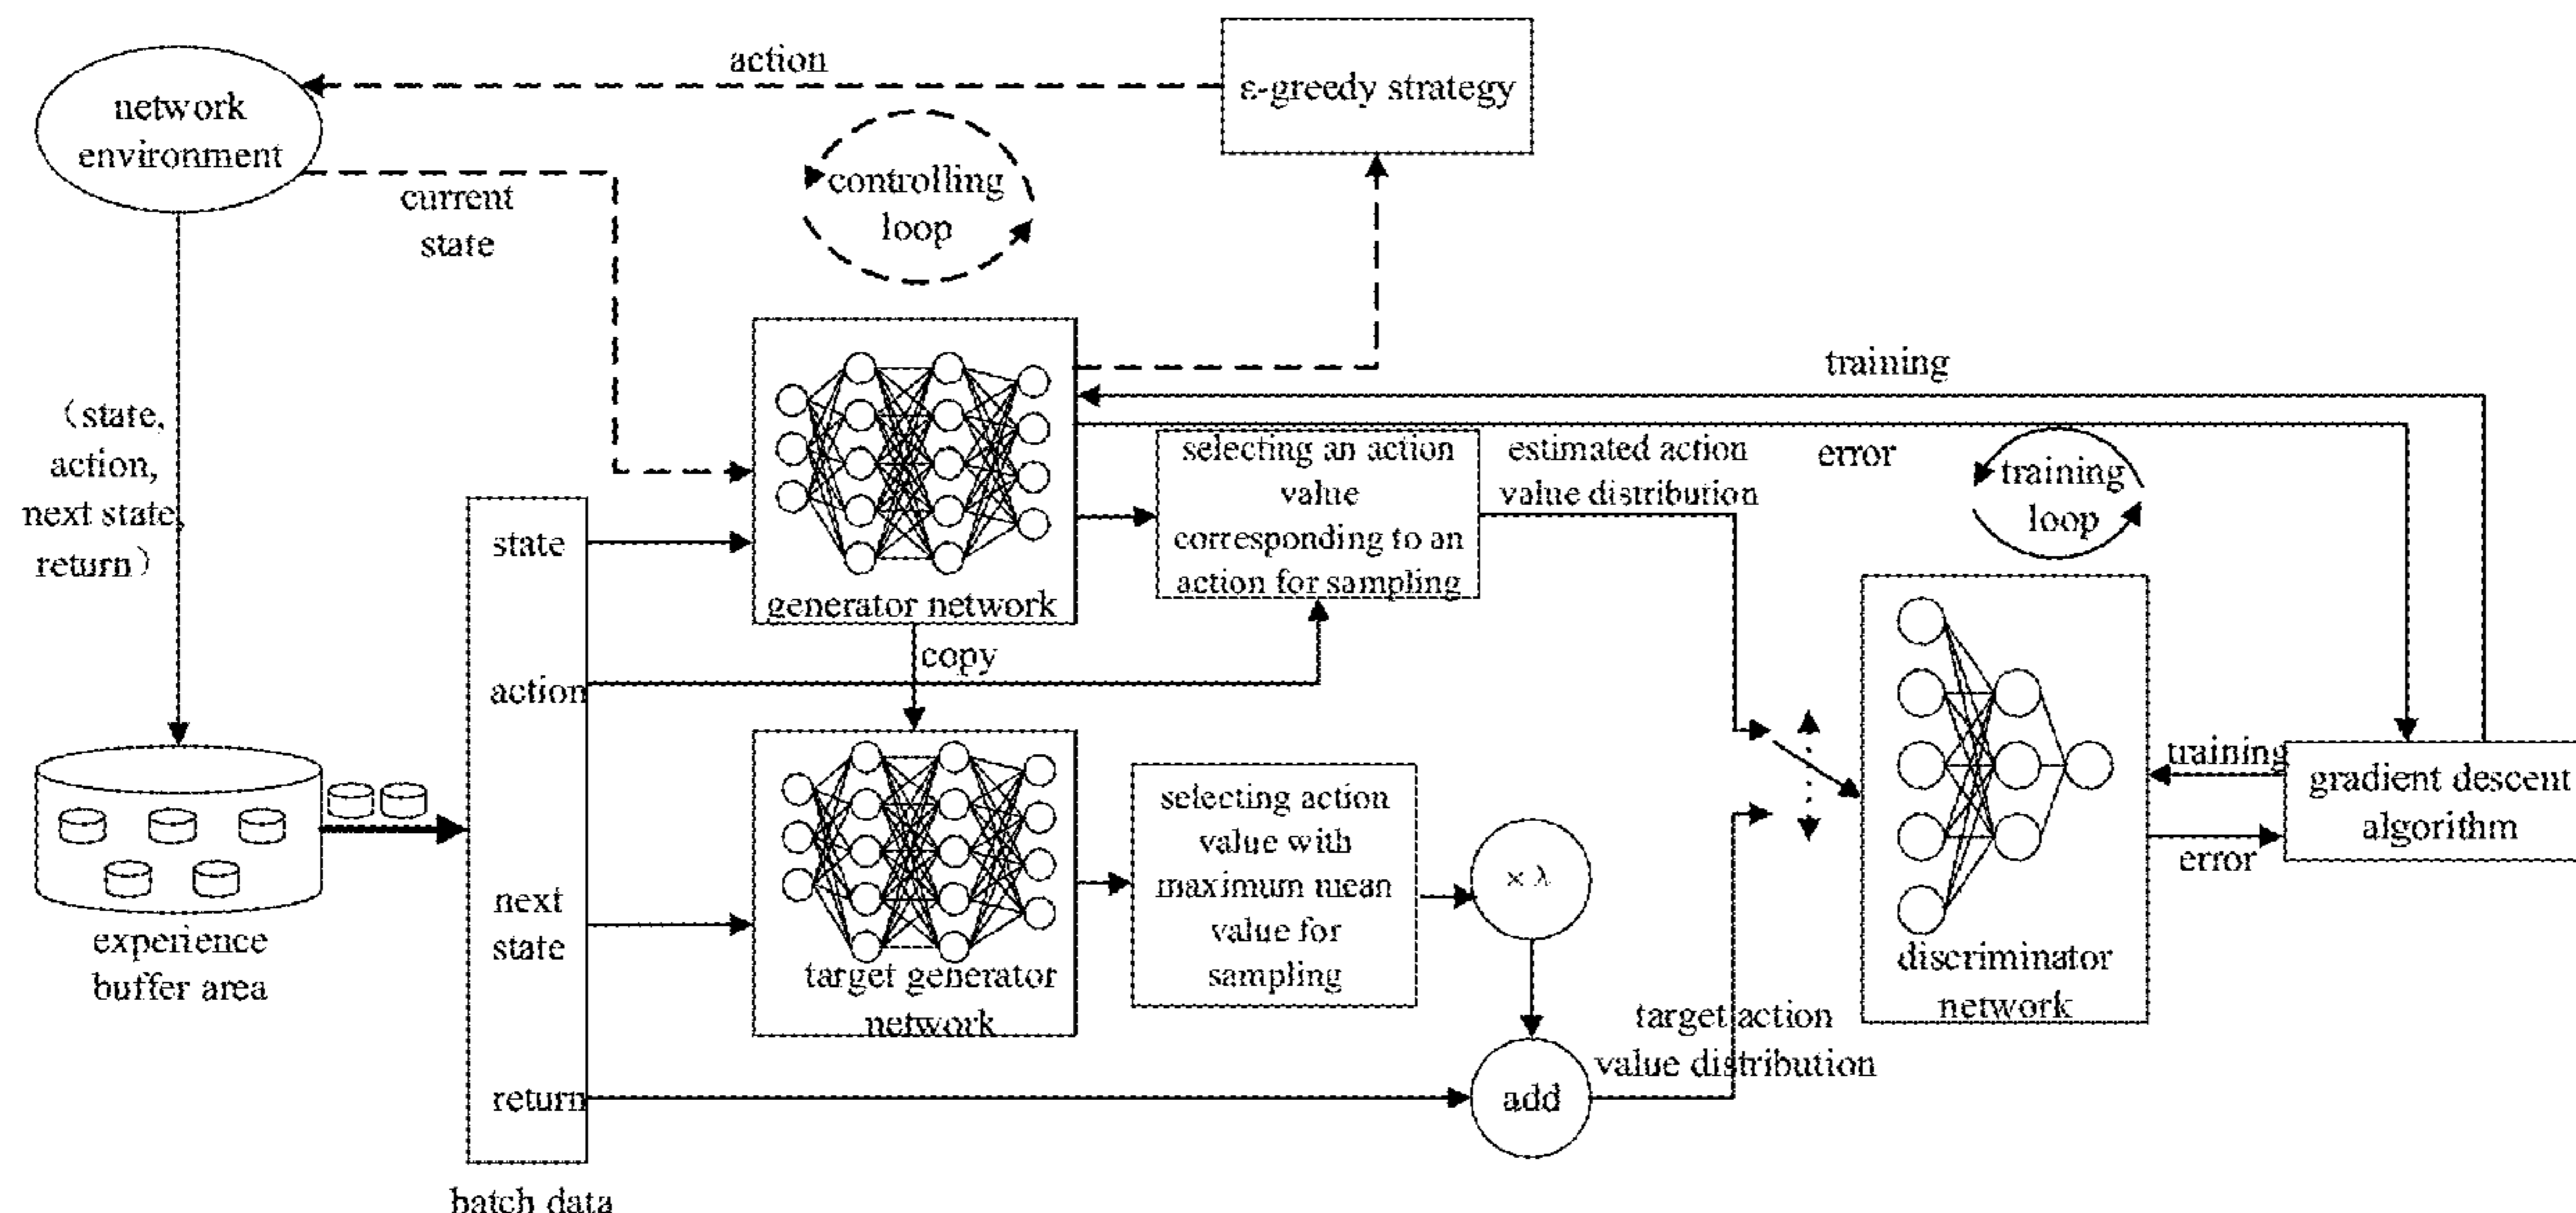 action
ε-greedy strategy
network
environment
current
state
controlling
loop
(state,
action,
next state,
return)
training
error
training
loop
selecting an action
value
corresponding to an
action for sampling
estimated action
value distribution
generator network
copy
state
action
next
state
return
batch data
experience
buffer area
target generator
network
selecting action
value with
maximum mean
value for
sampling
× λ
add
target action
value distribution
discriminator
network
training
error
gradient descent
algorithm